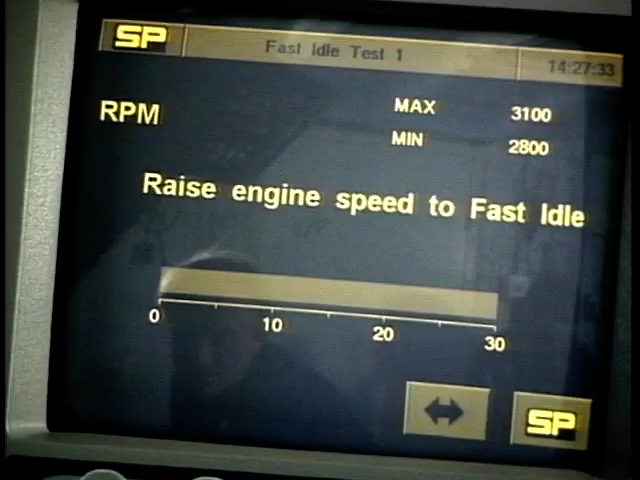 SP Fast Idle Test 1 14:27:33
RPM MAX 3100
MIN 2800
Raise engine speed to Fast Idle
0 10 20 30
SP